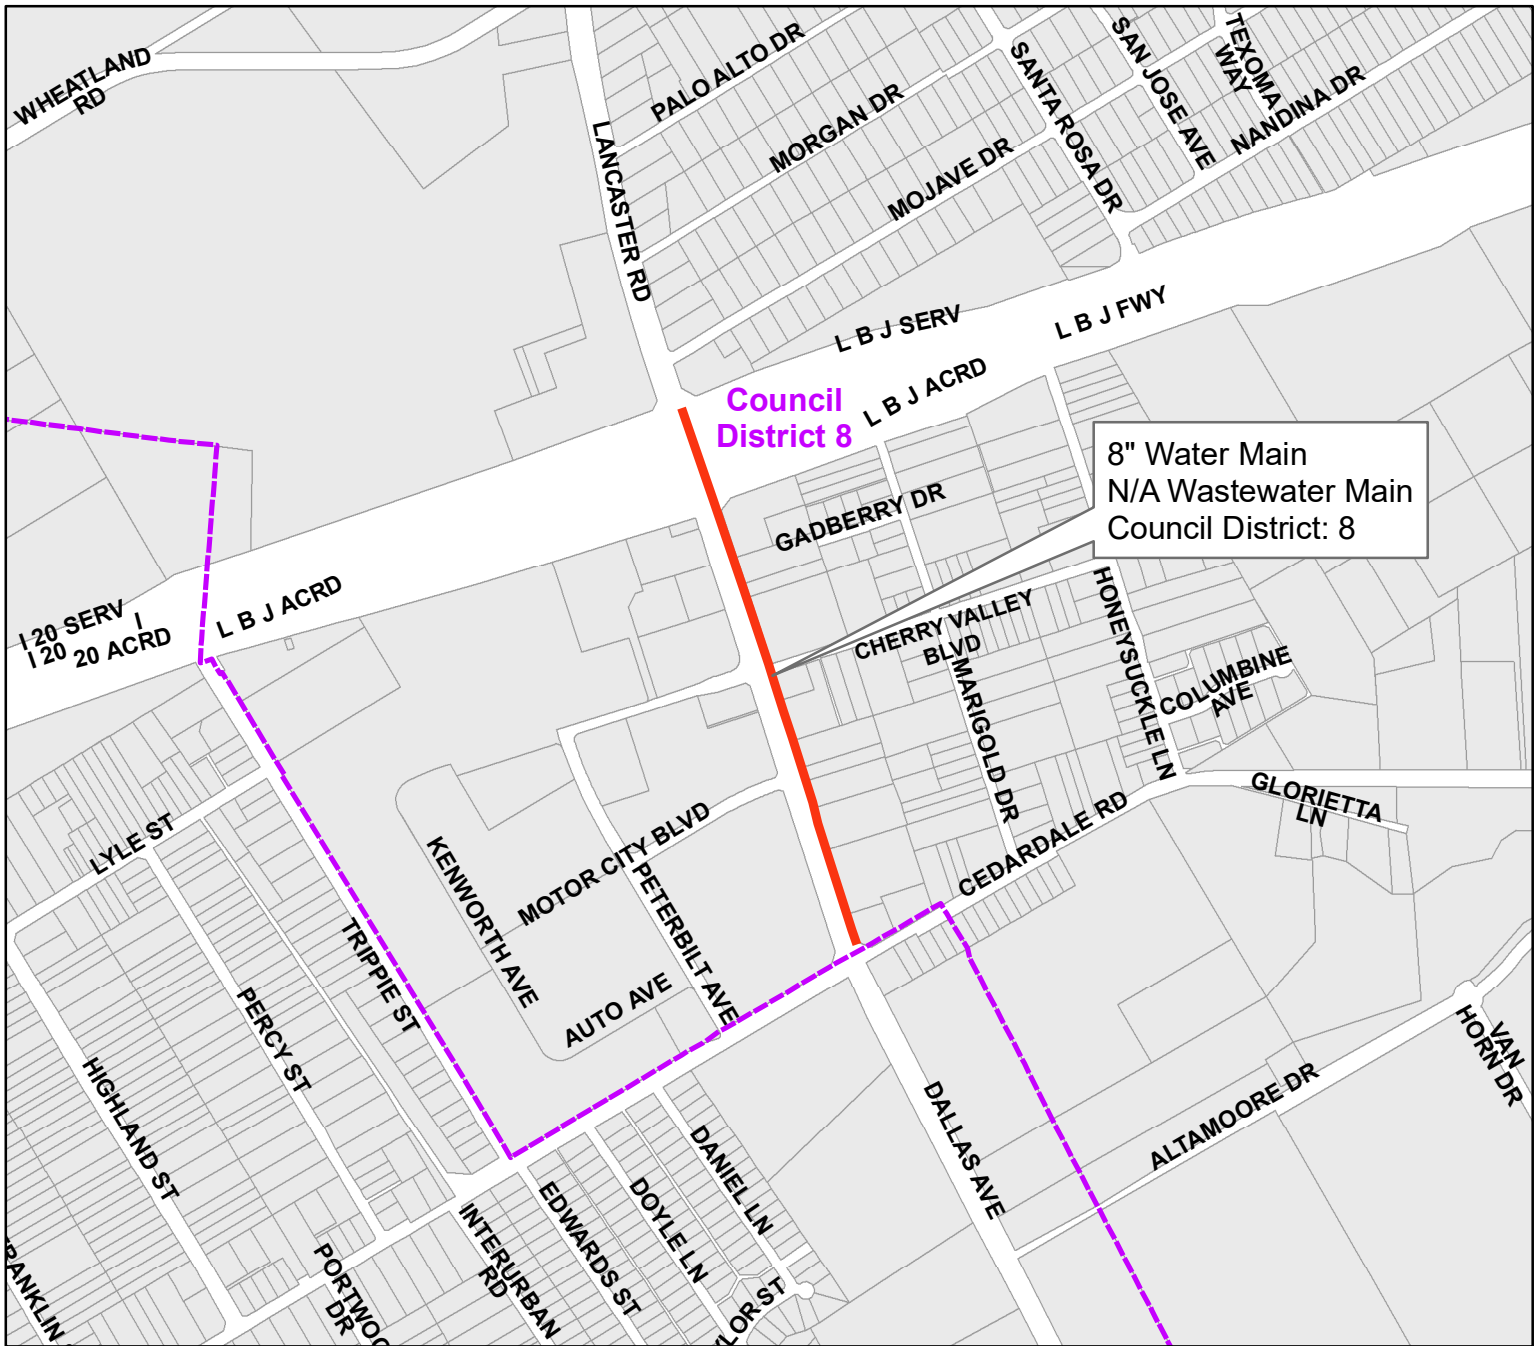 WHEATLAND
RD
PALO ALTO DR
MORGAN DR
MOJAVE DR
SANTA ROSA DR
SAN JOSE AVE
TEXOMA
WAY
NANDINA DR
LANCASTER RD
L B J SERV
L B J FWY
L B J ACRD
Council
District 8
8" Water Main
N/A Wastewater Main
Council District: 8
GADBERRY DR
CHERRY VALLEY
BLVD
HONEYSUCKLE LN
MARIGOLD DR
COLUMBINE
AVE
I 20 SERV
I
20 ACRD
I 20
L B J ACRD
GLORIETTA
LN
CEDARDALE RD
LYLE ST
MOTOR CITY BLVD
KENWORTH AVE
PETERBILT AVE
AUTO AVE
TRIPPIE ST
PERCY ST
HIGHLAND ST
DALLAS AVE
ALTAMOORE DR
VAN
HORN DR
DANIEL LN
DOYLE LN
EDWARDS ST
INTERURBAN
RD
PORTWOO
DR
RANKLIN
YLOR ST